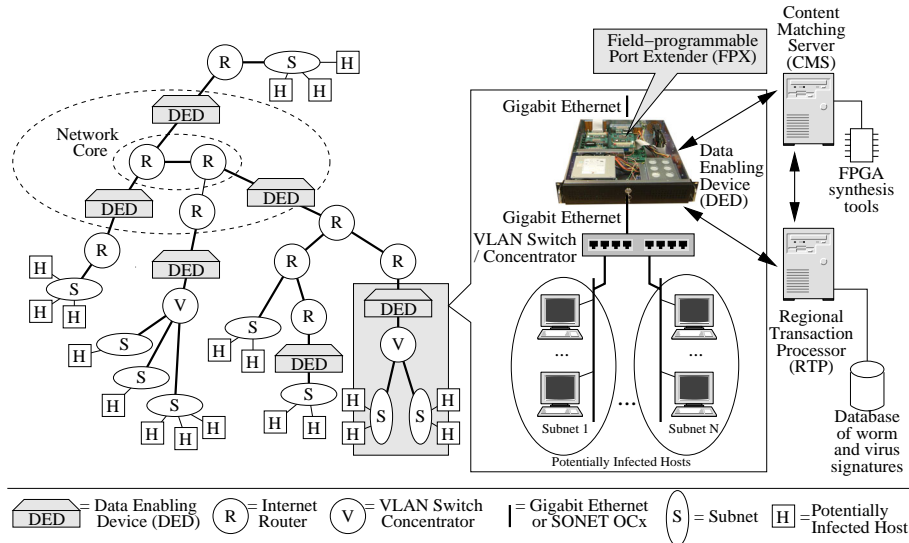 Content
Matching
Server
(CMS)
Field-programmable
Port Extender (FPX)
R
S
H
H
H
DED
Gigabit Ethernet
Network
Core
R
R
Data
Enabling
Device
(DED)
FPGA
synthesis
tools
DED
R
DED
Gigabit Ethernet
R
R
VLAN Switch
/ Concentrator
H
S
H
H
DED
R
R
V
DED
R
Regional
Transaction
Processor
(RTP)
H
S
S
H
H
DED
V
...
...
H
S
S
H
H
H
H
S
S
H
H
H
S
H
H
H
H
H
...
Subnet 1
Subnet N
Potentially Infected Hosts
Database
of worm
and virus
signatures
DED
= Data Enabling
Device (DED)
R
= Internet
Router
V
= VLAN Switch
Concentrator
= Gigabit Ethernet
or SONET OCx
S
= Subnet
H
=Potentially
Infected Host